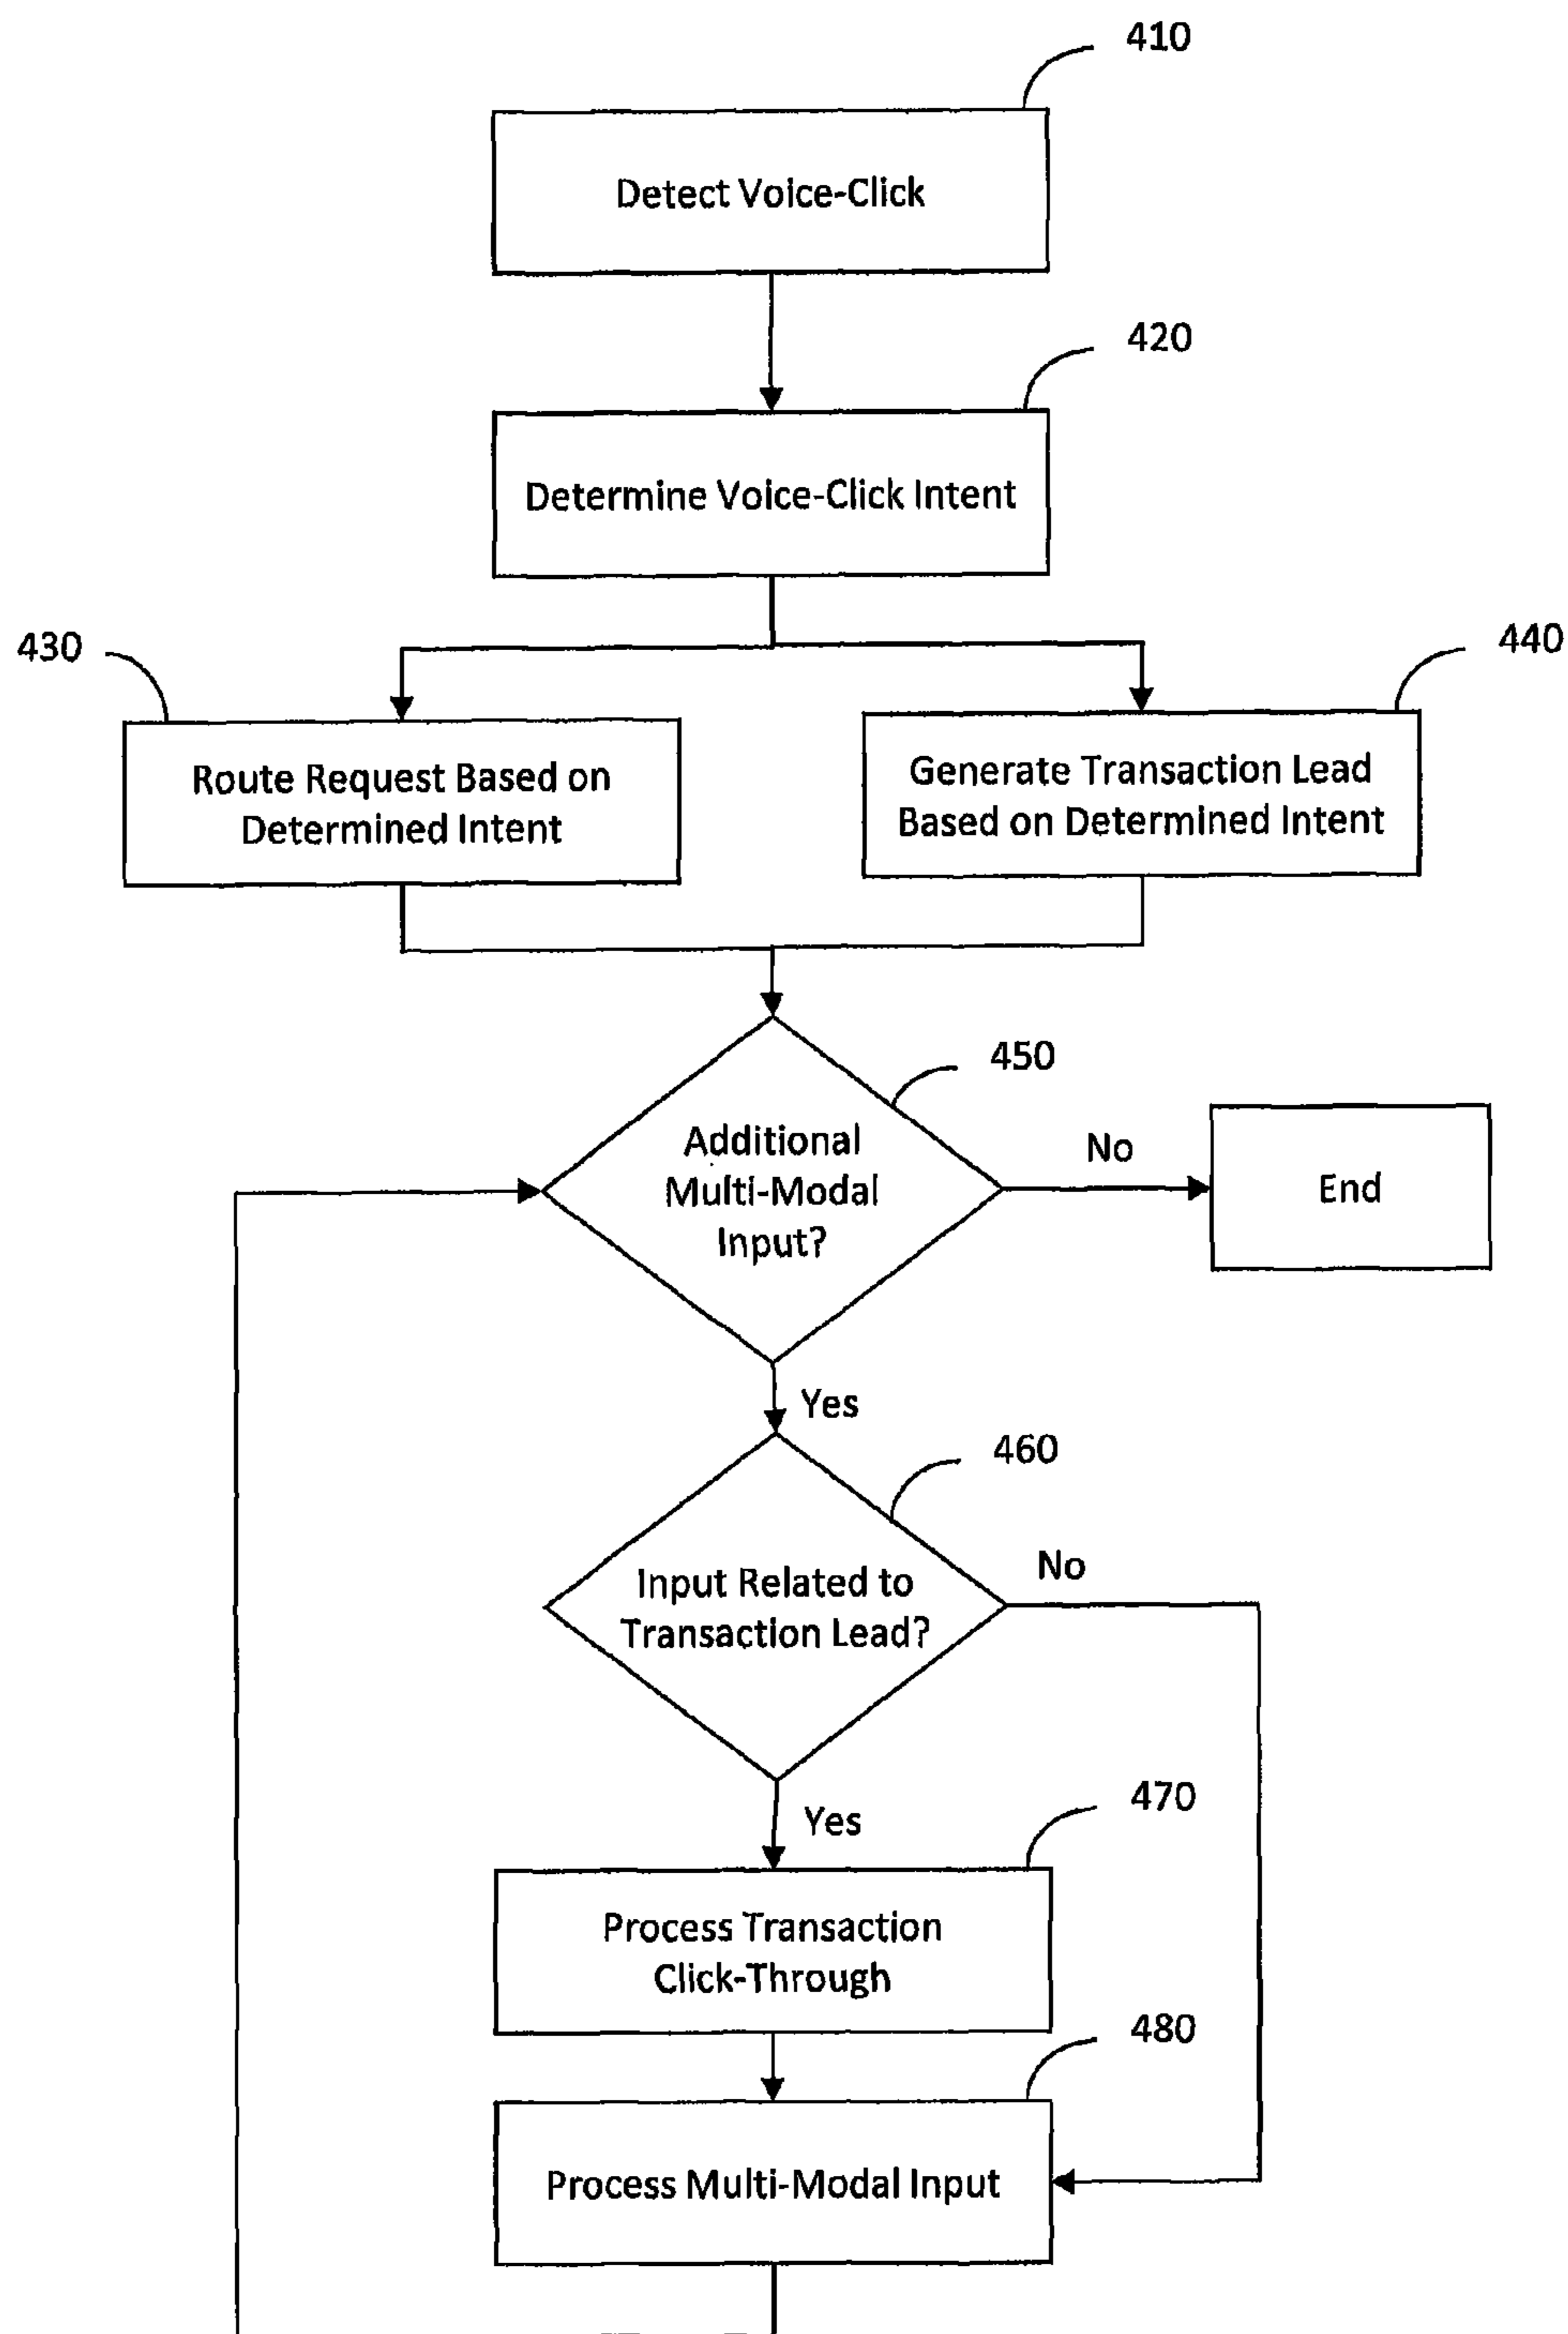 410
Detect Voice-Click
420
Determine Voice-Click Intent
430
440
Route Request Based on
Determined Intent
Generate Transaction Lead
Based on Determined Intent
450
Additional
Multi-Modal
Input?
No
End
Yes
460
Input Related to
Transaction Lead?
No
Yes
470
Process Transaction
Click-Through
480
Process Multi-Modal Input